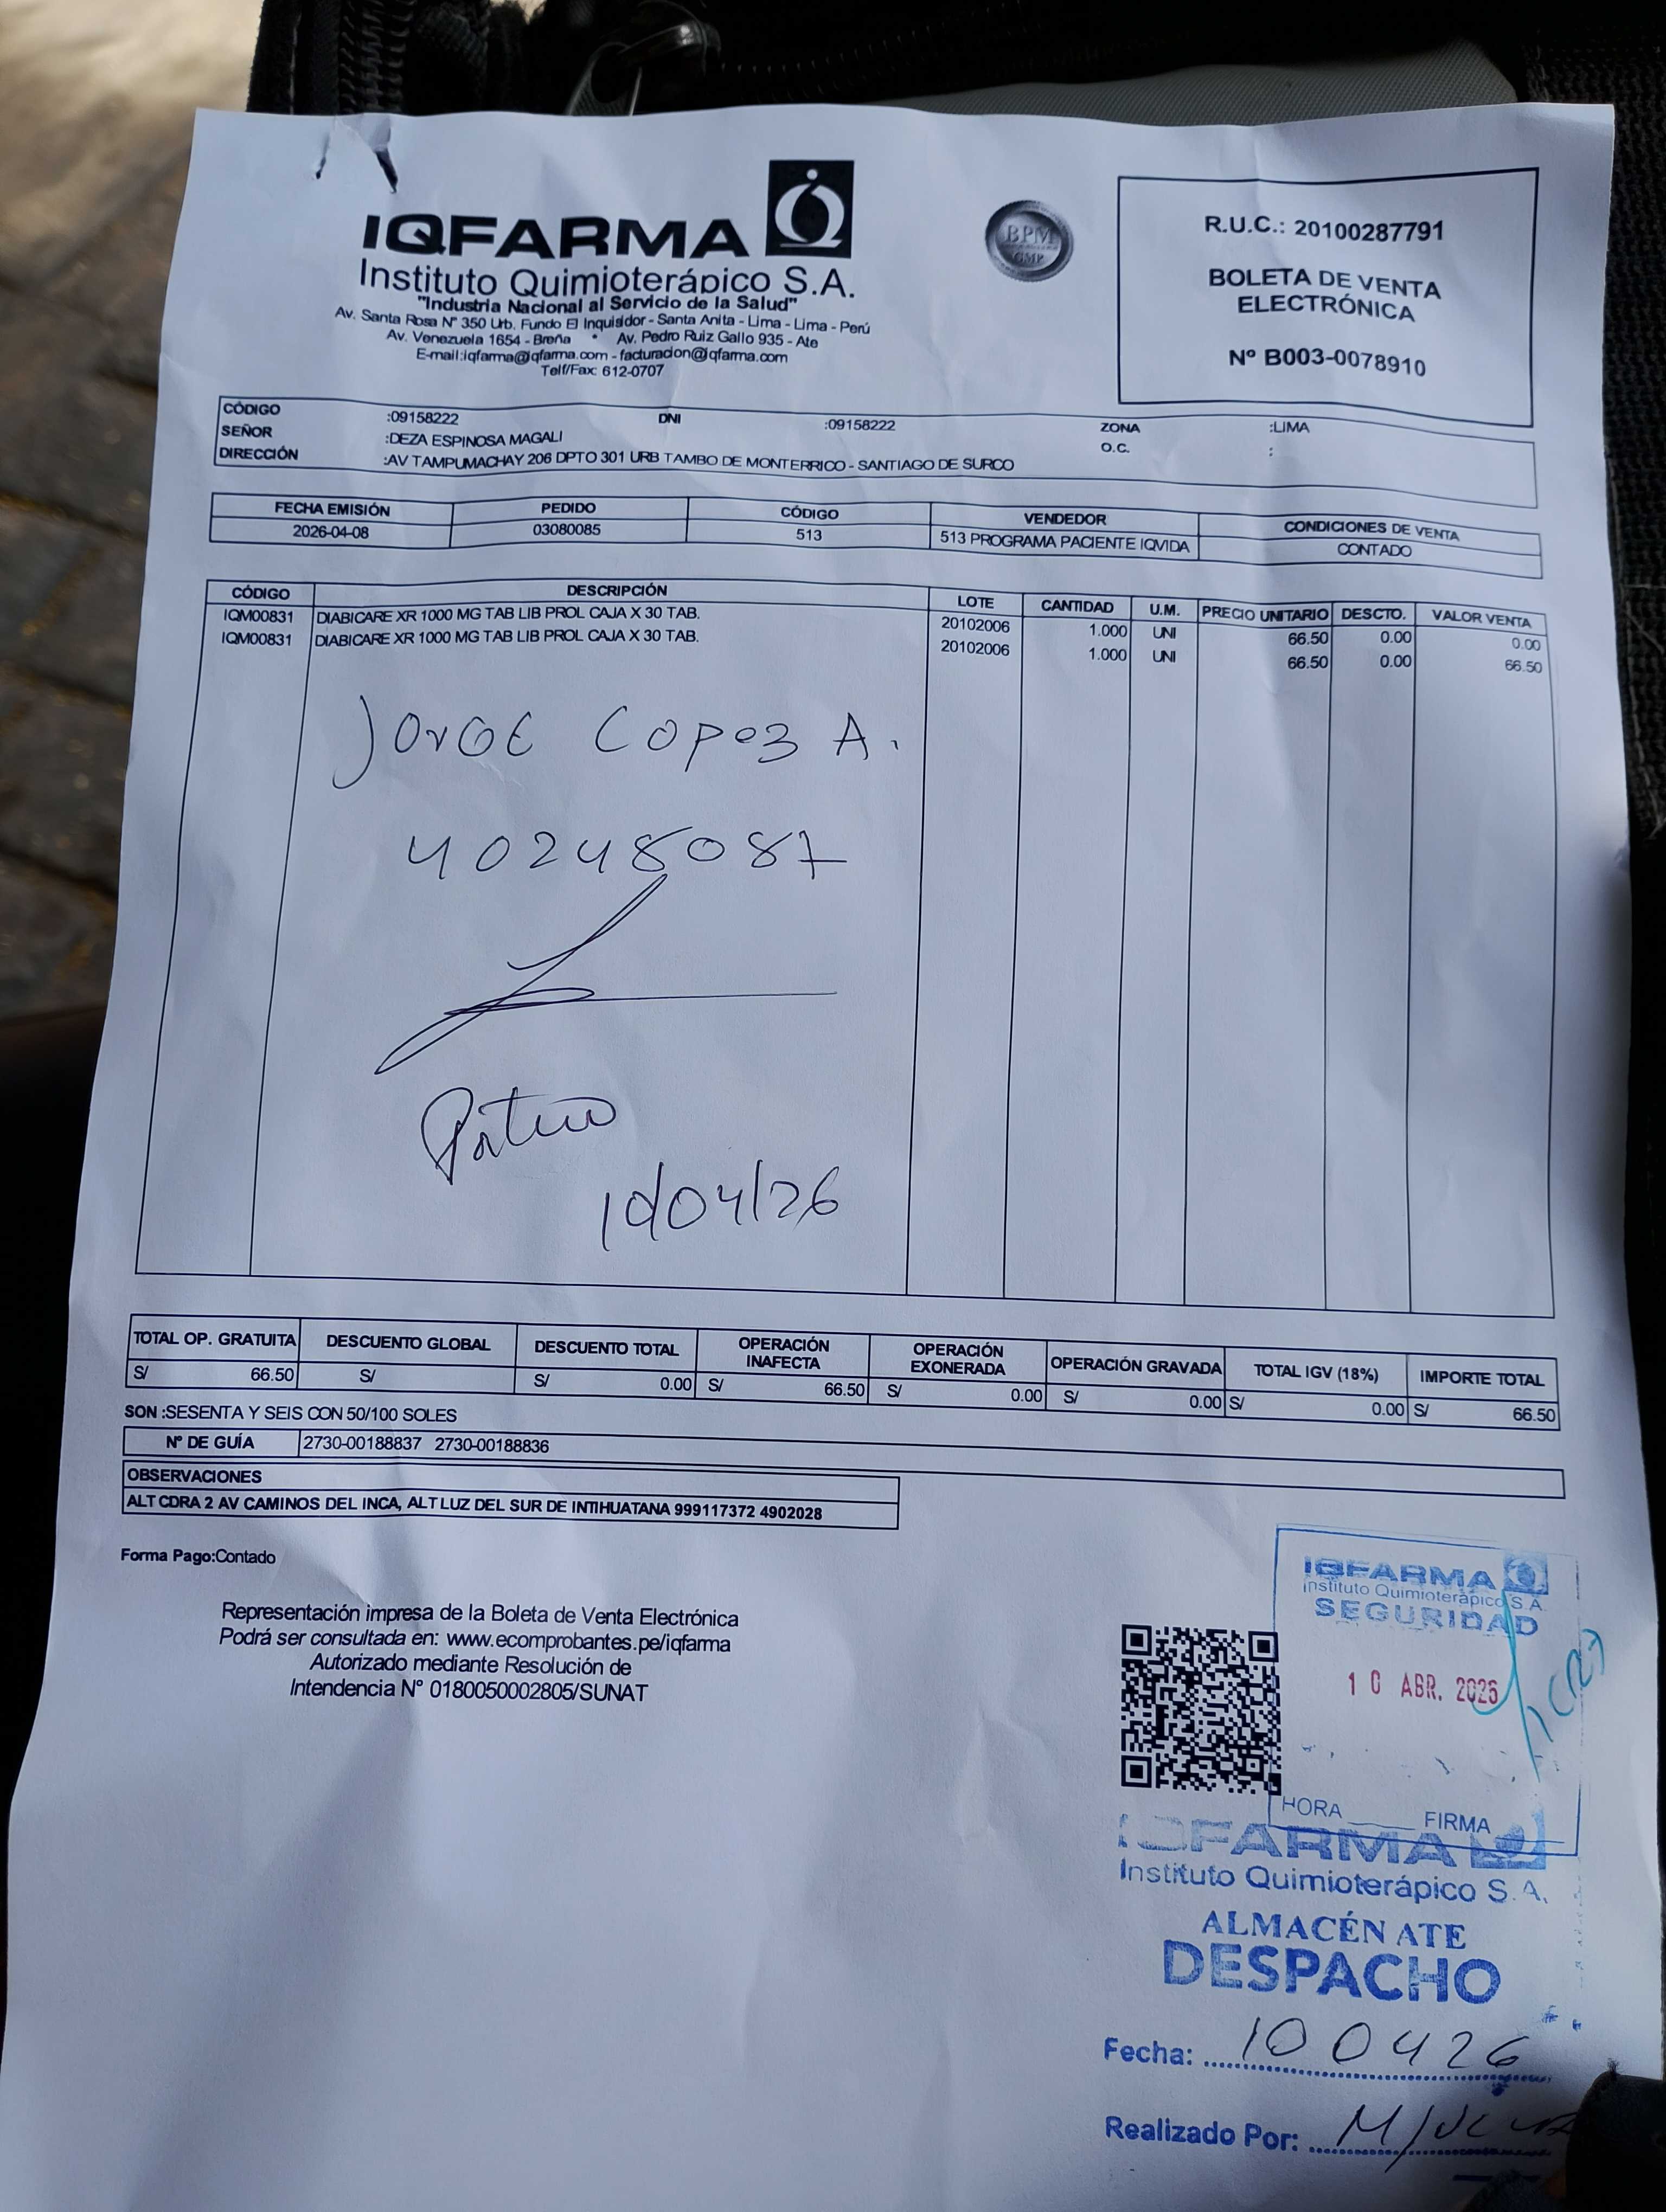 IQFARMA
Instituto Quimioterápico S.A.
"Industria Nacional al Servicio de la Salud"
Av. Santa Rosa N° 350 Urb. Fundo El Inquisidor - Santa Anita - Lima - Lima - Perú
Av. Venezuela 1654 - Breña * Av. Pedro Ruiz Gallo 935 - Ate
E-mail:iqfarma@iqfarma.com - facturacion@iqfarma.com
Telf/Fax: 612-0707
BPM
GMP
R.U.C.: 20100287791
BOLETA DE VENTA
ELECTRÓNICA
Nº B003-0078910
CÓDIGO :09158222 DNI :09158222 ZONA :LIMA
SEÑOR :DEZA ESPINOSA MAGALI O.C. :
DIRECCIÓN :AV TAMPUMACHAY 206 DPTO 301 URB TAMBO DE MONTERRICO - SANTIAGO DE SURCO
FECHA EMISIÓN PEDIDO CÓDIGO VENDEDOR CONDICIONES DE VENTA
2026-04-08 03080085 513 513 PROGRAMA PACIENTE IQVIDA CONTADO
CÓDIGO DESCRIPCIÓN LOTE CANTIDAD U.M. PRECIO UNITARIO DESCTO. VALOR VENTA
IQM00831 DIABICARE XR 1000 MG TAB LIB PROL CAJA X 30 TAB. 20102006 1.000 UNI 66.50 0.00 0.00
IQM00831 DIABICARE XR 1000 MG TAB LIB PROL CAJA X 30 TAB. 20102006 1.000 UNI 66.50 0.00 66.50
Jorge Lopez A.
40248087
10/04/26
TOTAL OP. GRATUITA DESCUENTO GLOBAL DESCUENTO TOTAL OPERACIÓN INAFECTA OPERACIÓN EXONERADA OPERACIÓN GRAVADA TOTAL IGV (18%) IMPORTE TOTAL
S/ 66.50 S/ S/ 0.00 S/ 66.50 S/ 0.00 S/ 0.00 S/ 0.00 S/ 66.50
SON :SESENTA Y SEIS CON 50/100 SOLES
Nº DE GUÍA 2730-00188837 2730-00188836
OBSERVACIONES
ALT CDRA 2 AV CAMINOS DEL INCA, ALT LUZ DEL SUR DE INTIHUATANA 999117372 4902028
Forma Pago:Contado
Representación impresa de la Boleta de Venta Electrónica
Podrá ser consultada en: www.ecomprobantes.pe/iqfarma
Autorizado mediante Resolución de
Intendencia N° 0180050002805/SUNAT
IQFARMA
Instituto Quimioterápico S.A.
SEGURIDAD
10 ABR. 2026
HORA FIRMA
IQFARMA
Instituto Quimioterápico S.A.
ALMACÉN ATE
DESPACHO
Fecha: 100426
Realizado Por: